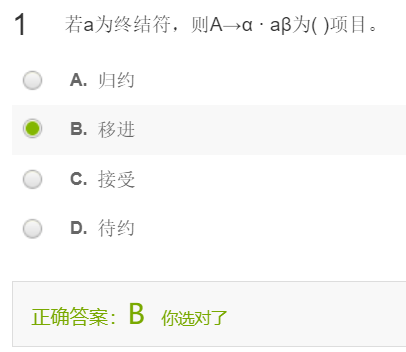 1 若a为终结符，则A→α · aβ为( )项目。
A. 归约
B. 移进
C. 接受
D. 待约
正确答案：B 你选对了